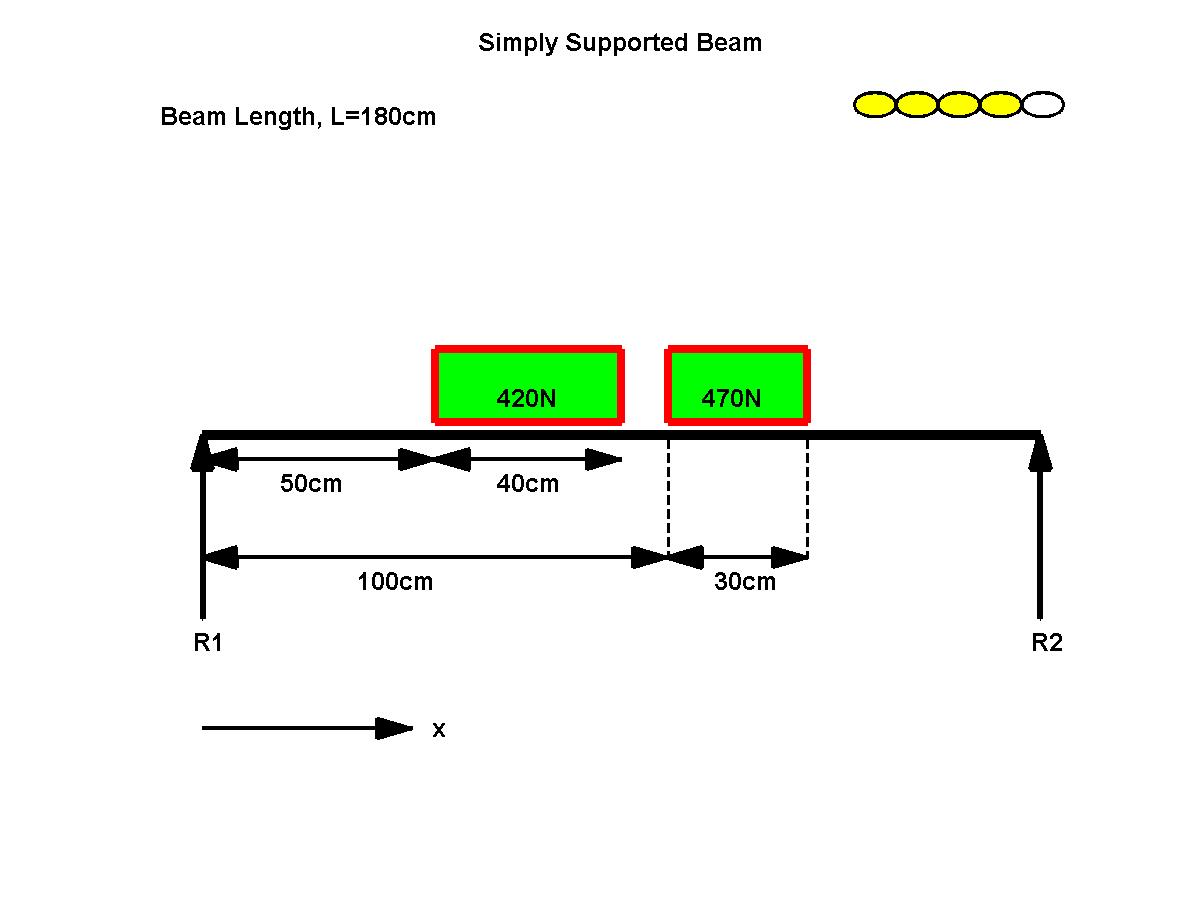 Simply Supported Beam
Beam Length, L=180cm
420N
470N
50cm
40cm
100cm
30cm
R1
R2
x